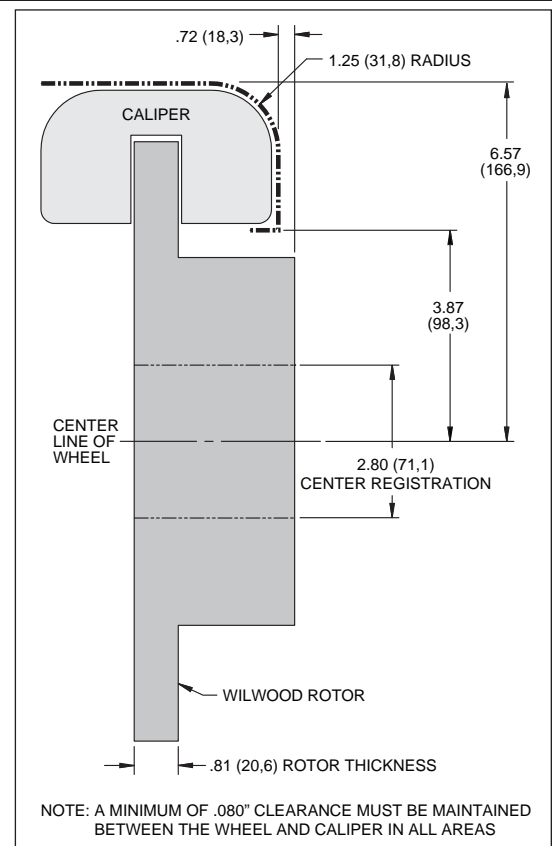 .72 (18,3)
1.25 (31,8) RADIUS
CALIPER
6.57
(166,9)
3.87
(98,3)
CENTER
LINE OF
WHEEL
2.80 (71,1)
CENTER REGISTRATION
WILWOOD ROTOR
.81 (20,6) ROTOR THICKNESS
NOTE: A MINIMUM OF .080" CLEARANCE MUST BE MAINTAINED
BETWEEN THE WHEEL AND CALIPER IN ALL AREAS